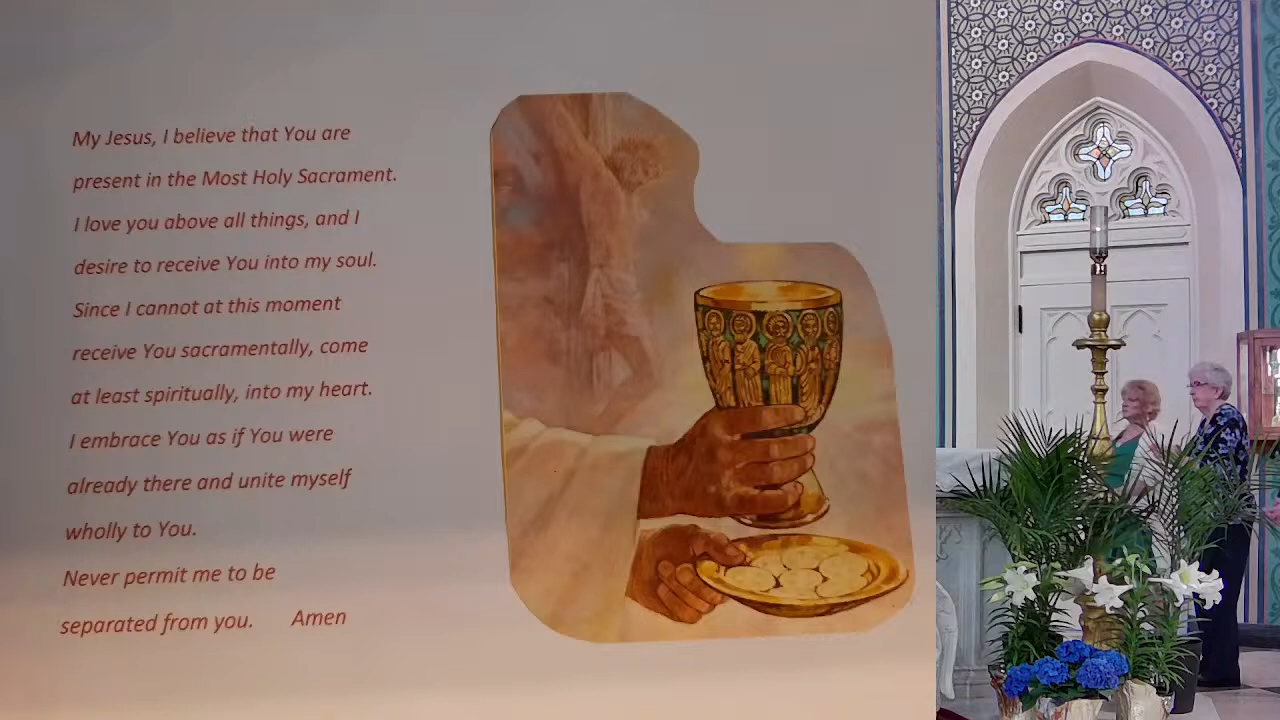 My Jesus, I believe that You are
present in the Most Holy Sacrament.
I love you above all things, and I
desire to receive You into my soul.
Since I cannot at this moment
receive You sacramentally, come
at least spiritually, into my heart.
I embrace You as if You were
already there and unite myself
wholly to You.
Never permit me to be
separated from you. Amen